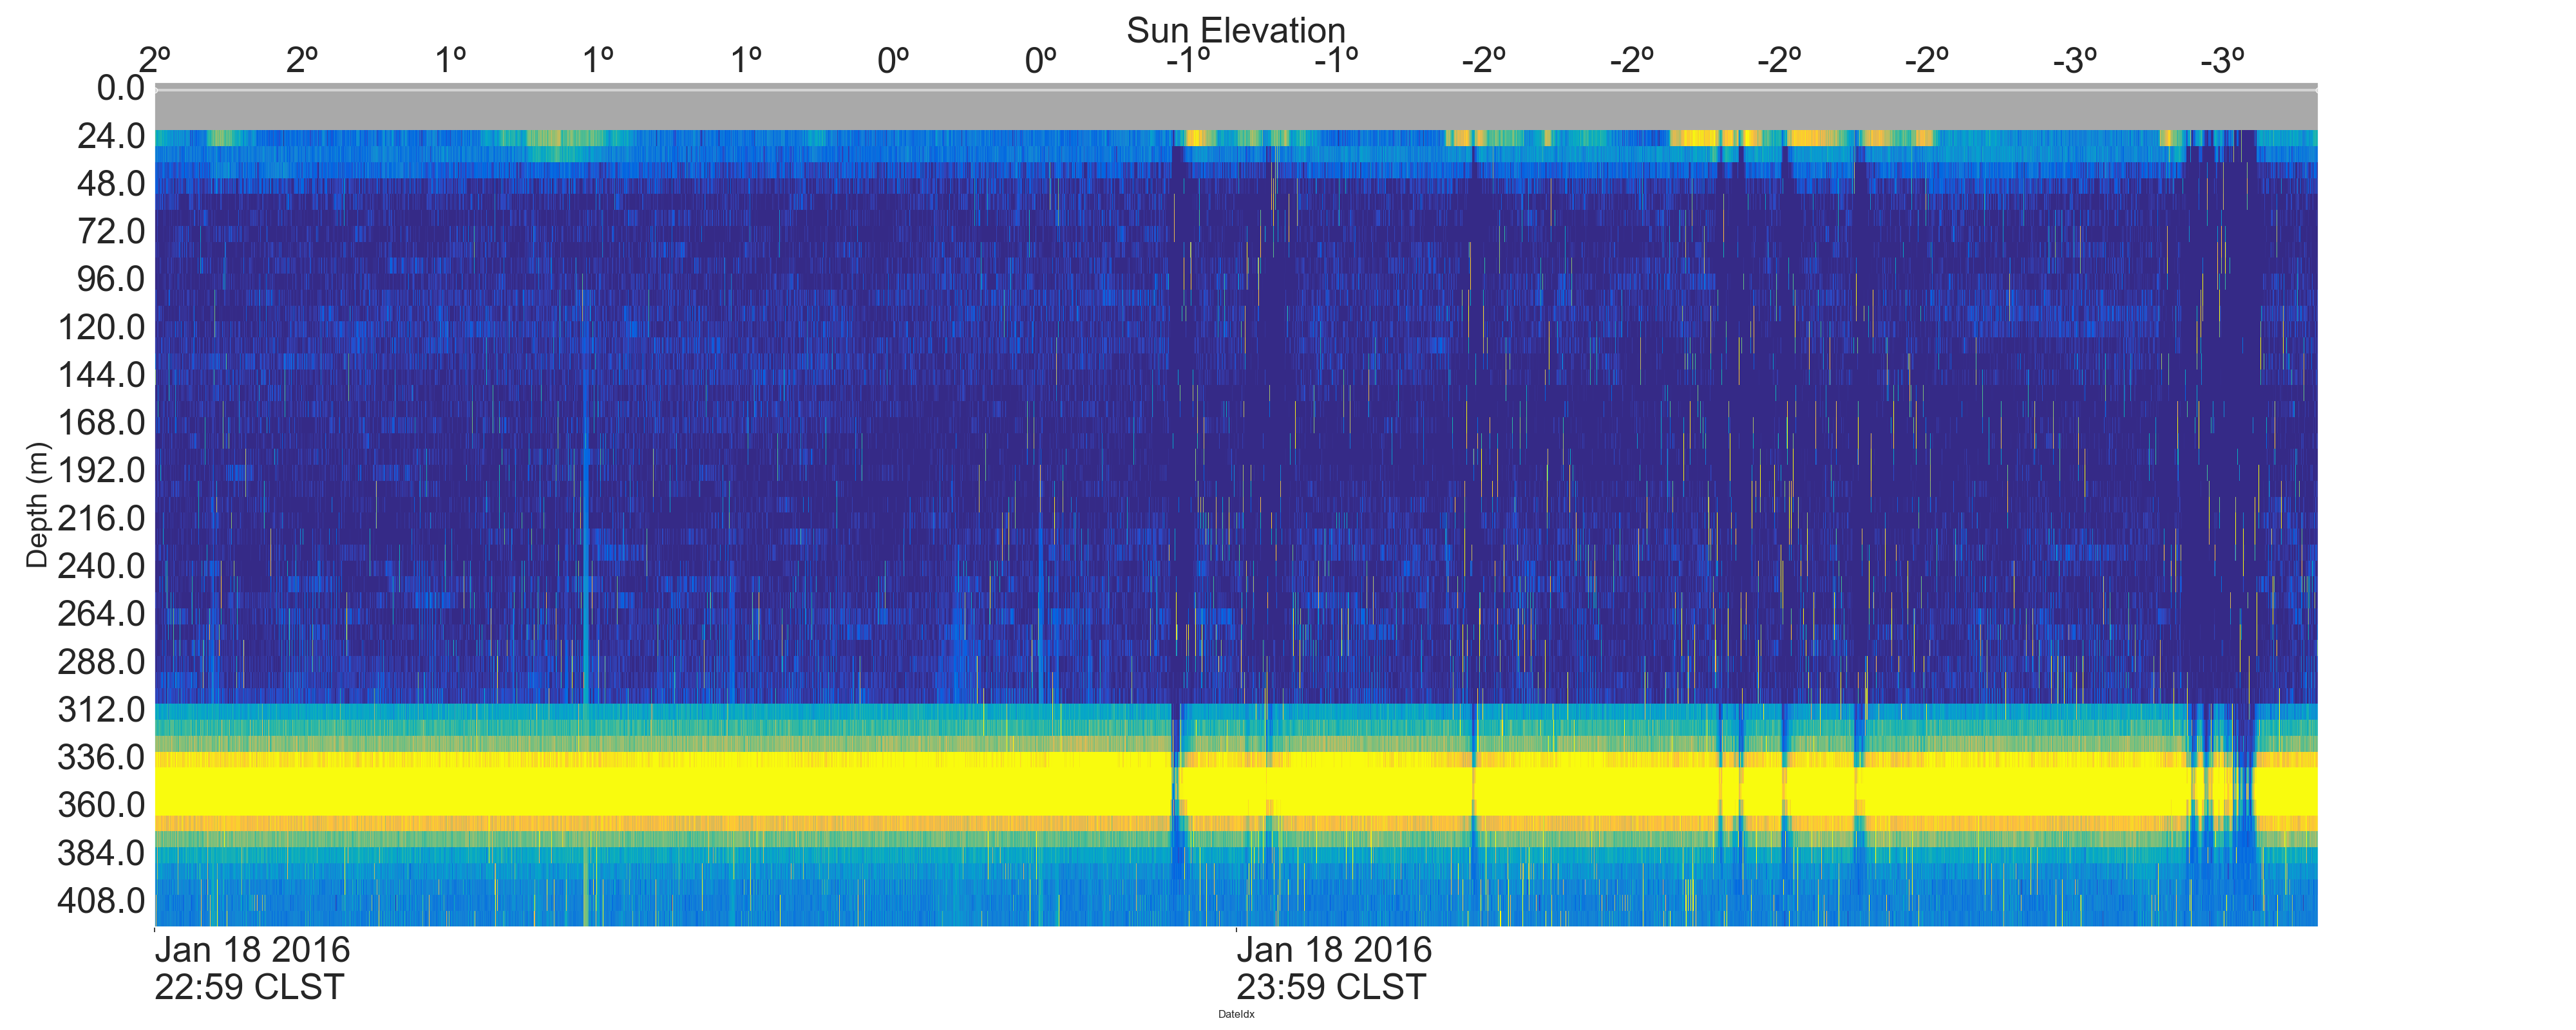 Sun Elevation
2º 2º 1º 1º 1º 0º 0º -1º -1º -2º -2º -2º -2º -3º -3º
0.0
24.0
48.0
72.0
96.0
120.0
144.0
168.0
192.0
216.0
240.0
264.0
288.0
312.0
336.0
360.0
384.0
408.0
Depth (m)
Jan 18 2016
22:59 CLST
Jan 18 2016
23:59 CLST
DateIdx